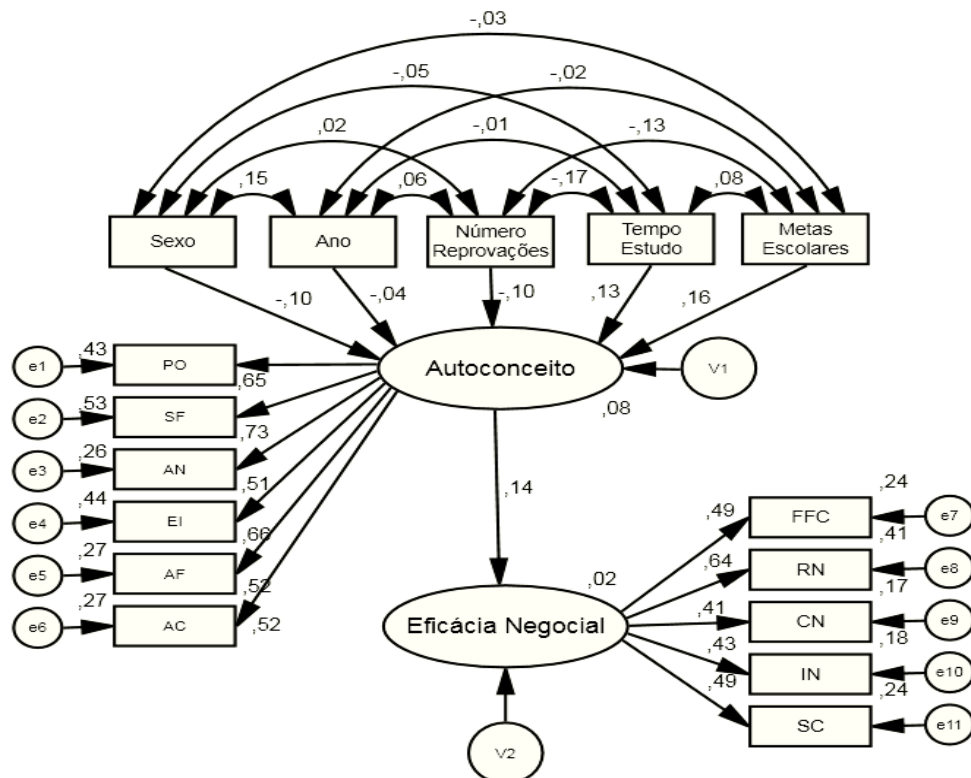 -,03
-,05
-,02
,02
-,01
-,13
,15
,06
-,17
,08
Sexo
Ano
Número
Reprovações
Tempo
Estudo
Metas
Escolares
-,10
-,04
-,10
,13
,16
Autoconceito
V1
,08
e1
,43
PO
,65
e2
,53
SF
,73
e3
,26
AN
,51
e4
,44
EI
,66
e5
,27
AF
,52
e6
,27
AC
,52
,14
,02
Eficácia Negocial
V2
,49
FFC
,24
e7
,64
RN
,41
e8
,41
CN
,17
e9
,43
IN
,18
e10
,49
SC
,24
e11